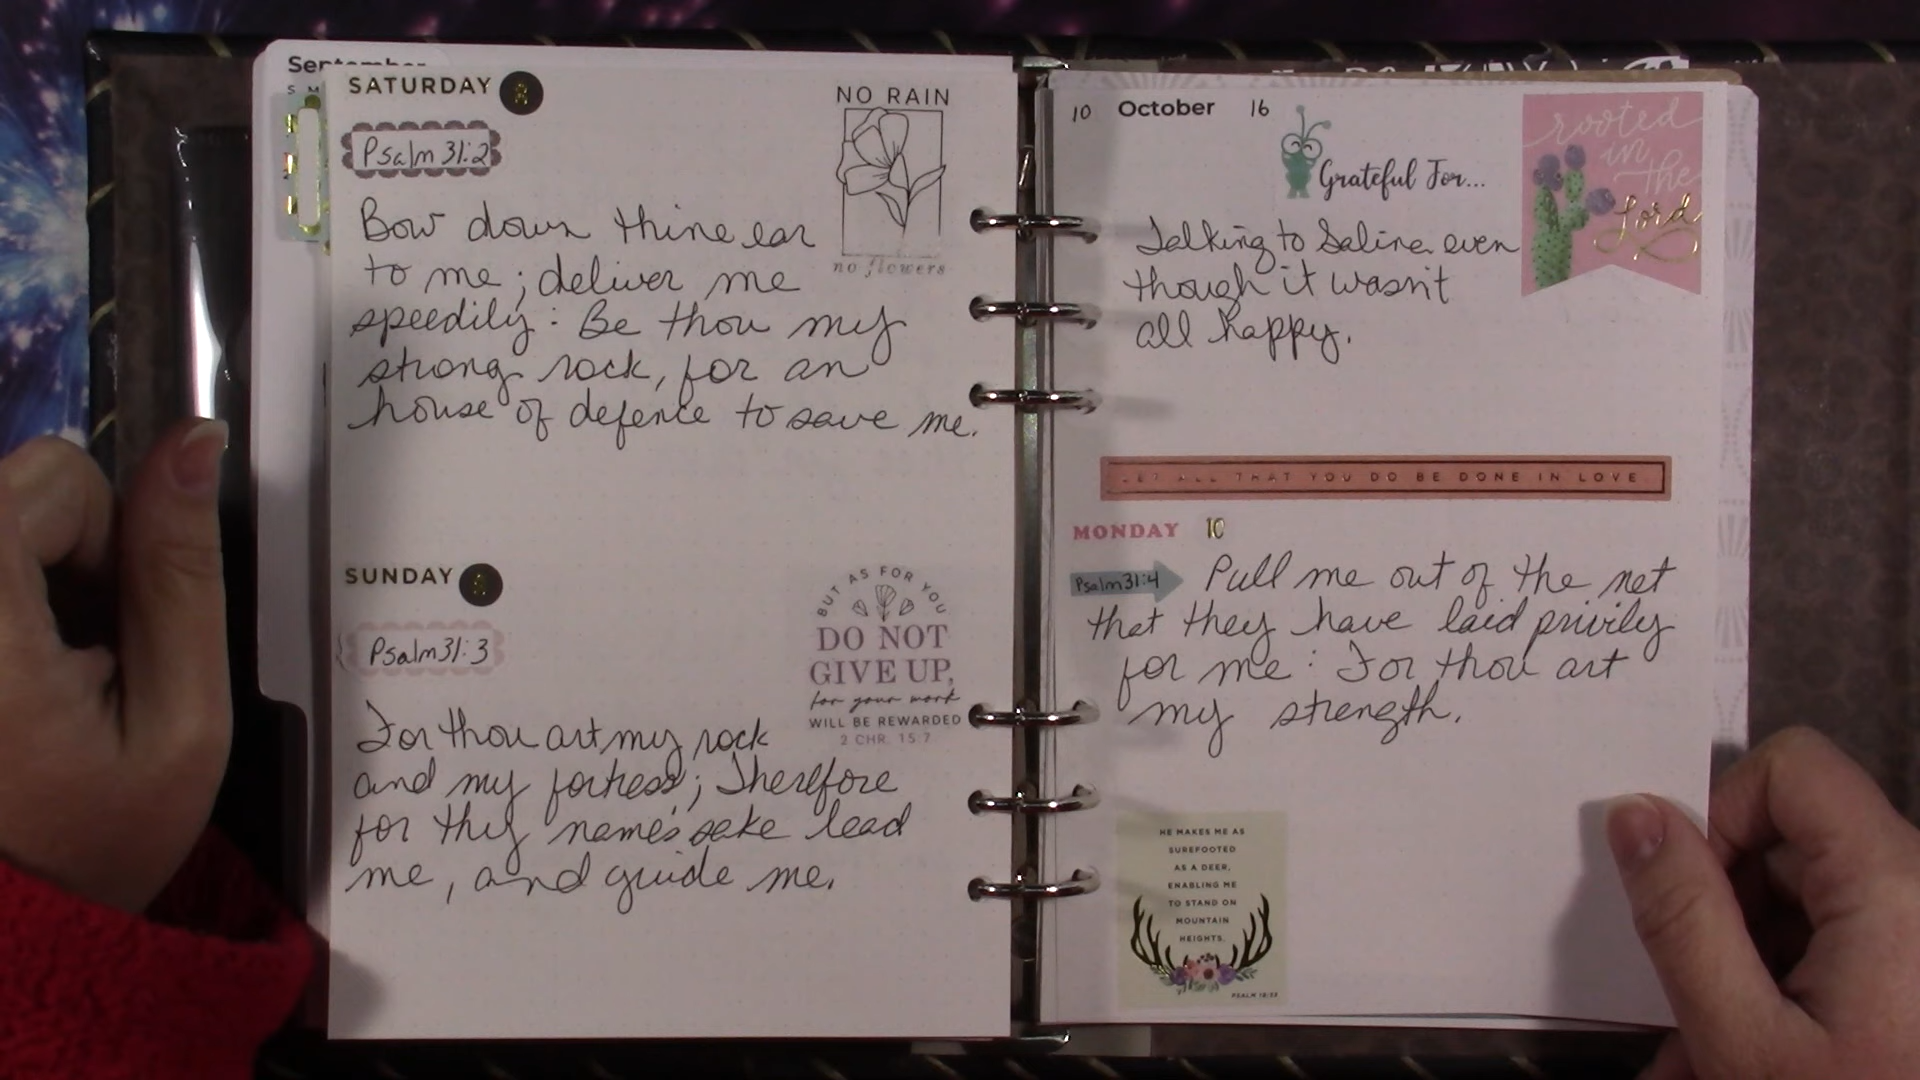 September
S M
SATURDAY 8
NO RAIN
no flowers
Psalm 31:2
Bow down thine ear
to me; deliver me
speedily: Be thou my
strong rock, for an
house of defence to save me.
SUNDAY
BUT AS FOR YOU
DO NOT
GIVE UP,
for your work
WILL BE REWARDED
2 CHR. 15:7
Psalm 31:3
For thou art my rock
and my fortess; Therefore
for thy name's sake lead
me, and guide me.
10 October 16
Grateful For...
rooted
in
the
Lord
Talking to Salina even
though it wasn't
all happy.
LET ALL THAT YOU DO BE DONE IN LOVE
MONDAY 10
Psalm 31:4
Pull me out of the net
that they have laid privily
for me: For thou art
my strength.
HE MAKES ME AS
SUREFOOTED
AS A DEER,
ENABLING ME
TO STAND ON
MOUNTAIN
HEIGHTS.
PSALM 18:33